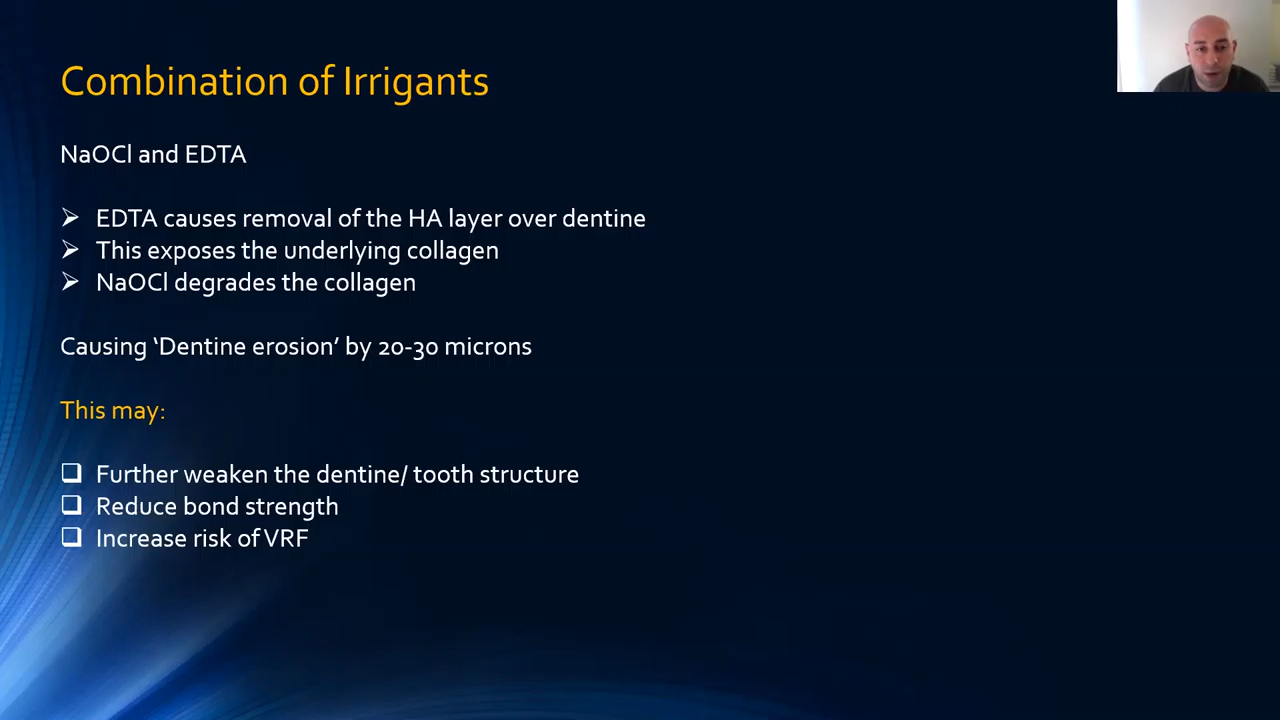 Combination of Irrigants
NaOCl and EDTA
EDTA causes removal of the HA layer over dentine
This exposes the underlying collagen
NaOCl degrades the collagen
Causing ‘Dentine erosion’ by 20-30 microns
This may:
Further weaken the dentine/ tooth structure
Reduce bond strength
Increase risk of VRF